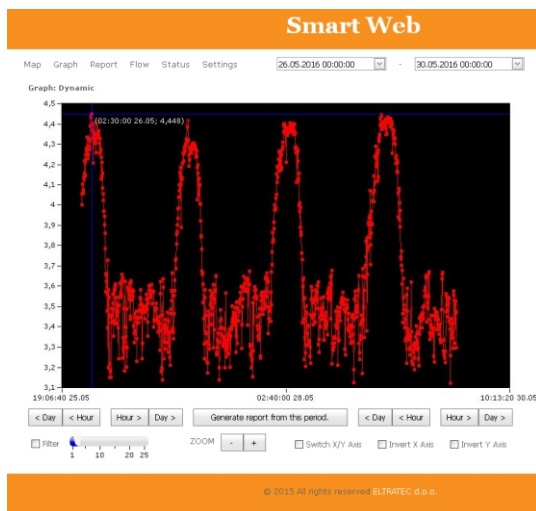 Smart Web
Map Graph Report Flow Status Settings 26.05.2016 00:00:00 - 30.05.2016 00:00:00
Graph: Dynamic
4,5
(02:30:00 26.05; 4,448)
4,4
4,3
4,2
4,1
4
3,9
3,8
3,7
3,6
3,5
3,4
3,3
3,2
3,1
19:06:40 25.05 02:40:00 28.05 10:13:20 30.05
< Day < Hour Hour > Day > Generate report from this period. < Day < Hour Hour > Day >
Filter 1 10 20 25 ZOOM - + Switch X/Y Axis Invert X Axis Invert Y Axis
© 2015 All rights reserved ELTRATEC d.o.o.